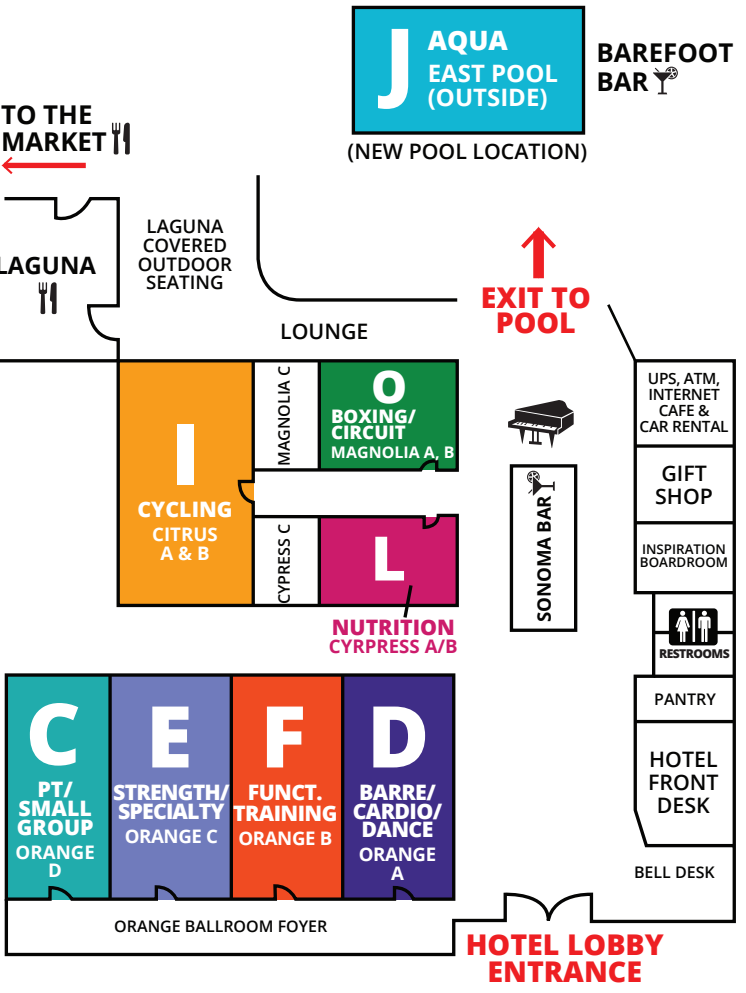 J
AQUA
EAST POOL
(OUTSIDE)
BAREFOOT
BAR
(NEW POOL LOCATION)
TO THE
MARKET
LAGUNA
LAGUNA
COVERED
OUTDOOR
SEATING
EXIT TO
POOL
LOUNGE
I
CYCLING
CITRUS
A & B
MAGNOLIA C
O
BOXING/
CIRCUIT
MAGNOLIA A, B
CYPRESS C
L
NUTRITION
CYRPRESS A/B
SONOMA BAR
UPS, ATM,
INTERNET
CAFE &
CAR RENTAL
GIFT
SHOP
INSPIRATION
BOARDROOM
RESTROOMS
PANTRY
HOTEL
FRONT
DESK
BELL DESK
C
PT/
SMALL
GROUP
ORANGE
D
E
STRENGTH/
SPECIALTY
ORANGE C
F
FUNCT.
TRAINING
ORANGE B
D
BARRE/
CARDIO/
DANCE
ORANGE
A
ORANGE BALLROOM FOYER
HOTEL LOBBY
ENTRANCE